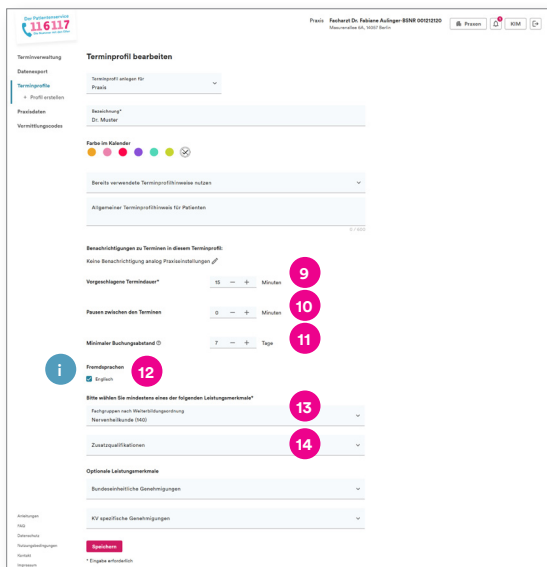 Der Patientenservice
116117
Praxis Facharzt Dr. Fabiane Aulinger-BSNR 001212120
Masurenallee 6A, 14057 Berlin
Praxen
KIM
Terminverwaltung
Datenexport
Terminprofile
+ Profil erstellen
Praxisdaten
Vermittlungscodes
Terminprofil bearbeiten
Terminprofil anlegen für
Praxis
Bezeichnung*
Dr. Muster
Farbe im Kalender
Bereits verwendete Terminprofilhinweise nutzen
Allgemeiner Terminprofilhinweis für Patienten
0 / 400
Benachrichtigungen zu Terminen in diesem Terminprofil:
Keine Benachrichtigung analog Praxiseinstellungen
Vorgeschlagene Termindauer* 15 − + Minuten 9
Pausen zwischen den Terminen 0 − + Minuten 10
Minimaler Buchungsabstand 7 − + Tage 11
i Fremdsprachen 12
Englisch
Bitte wählen Sie mindestens eines der folgenden Leistungsmerkmale*
Fachgruppen nach Weiterbildungsordnung 13
Nervenheilkunde (140)
Zusatzqualifikationen 14
Optionale Leistungsmerkmale
Bundeseinheitliche Genehmigungen
KV spezifische Genehmigungen
Anleitungen
FAQ
Datenschutz
Nutzungsbedingungen
Kontakt
Impressum
Speichern
* Eingabe erforderlich